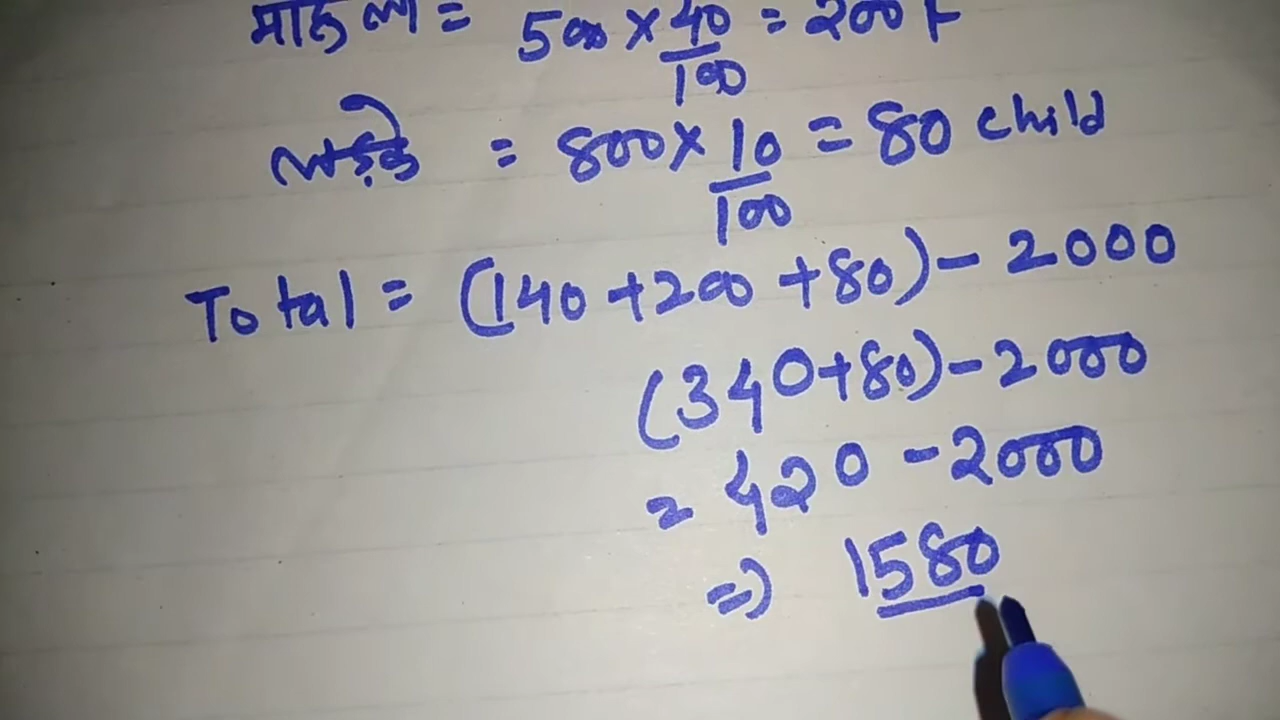 महिला = 500 × 40/100 = 200 F
लड़के = 800 × 10/100 = 80 child
Total = (140 + 200 + 80) - 2000
(340 + 80) - 2000
= 420 - 2000
=> 1580